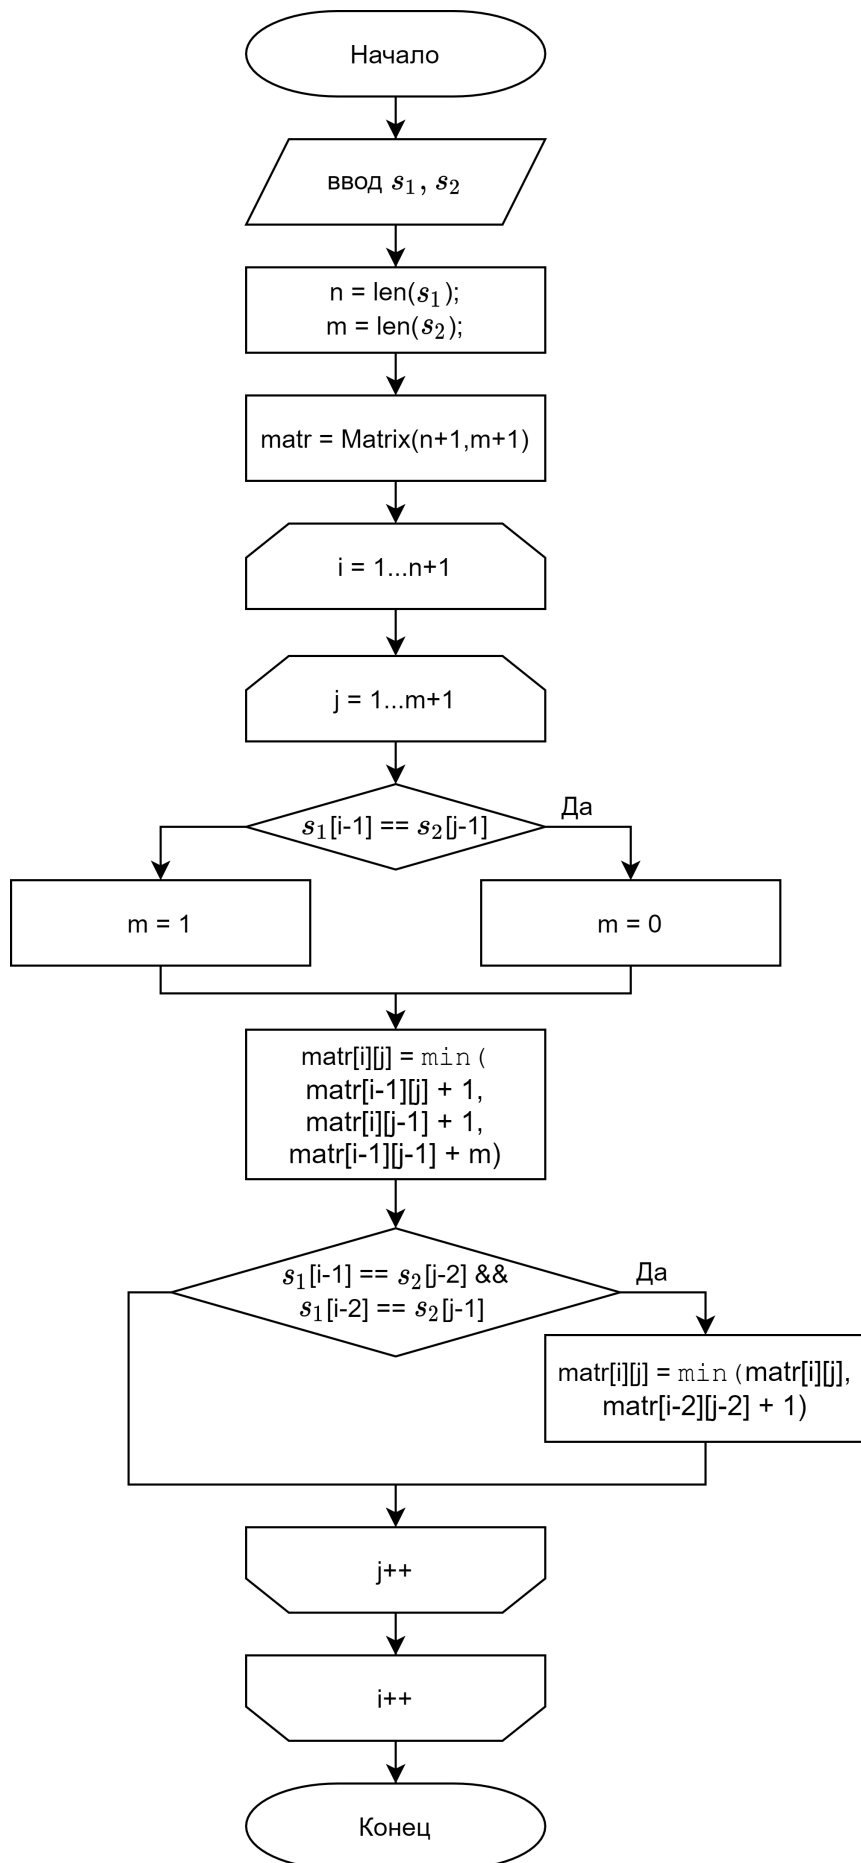 Начало
ввод s₁, s₂
n = len(s₁);
m = len(s₂);
matr = Matrix(n+1,m+1)
i = 1...n+1
j = 1...m+1
s₁[i-1] == s₂[j-1]
Да
m = 1
m = 0
matr[i][j] = min(
matr[i-1][j] + 1,
matr[i][j-1] + 1,
matr[i-1][j-1] + m)
s₁[i-1] == s₂[j-2] &&
s₁[i-2] == s₂[j-1]
Да
matr[i][j] = min(matr[i][j],
matr[i-2][j-2] + 1)
j++
i++
Конец